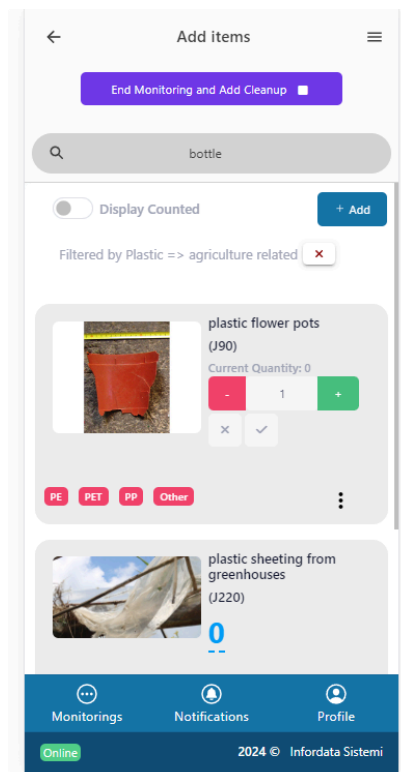 Add items
End Monitoring and Add Cleanup
bottle
Display Counted
+ Add
Filtered by Plastic => agriculture related ×
plastic flower pots
(J90)
Current Quantity: 0
- 1 +
PE PET PP Other
plastic sheeting from
greenhouses
(J220)
0
Monitorings Notifications Profile
Online 2024 © Infordata Sistemi